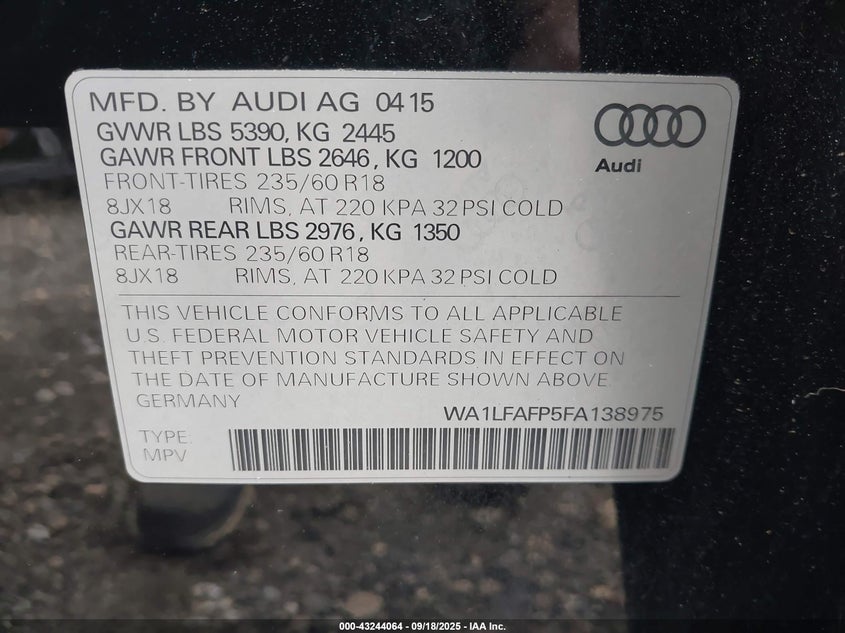 MFD. BY AUDI AG 04 15
GVWR LBS 5390, KG 2445
GAWR FRONT LBS 2646, KG 1200
FRONT-TIRES 235/60 R18
8JX18 RIMS, AT 220 KPA 32 PSI COLD
GAWR REAR LBS 2976, KG 1350
REAR-TIRES 235/60 R18
8JX18 RIMS, AT 220 KPA 32 PSI COLD
Audi
THIS VEHICLE CONFORMS TO ALL APPLICABLE
U.S. FEDERAL MOTOR VEHICLE SAFETY AND
THEFT PREVENTION STANDARDS IN EFFECT ON
THE DATE OF MANUFACTURE SHOWN ABOVE.
GERMANY
WA1LFAFP5FA138975
TYPE:
MPV
000-43244064 - 09/18/2025 - IAA Inc.